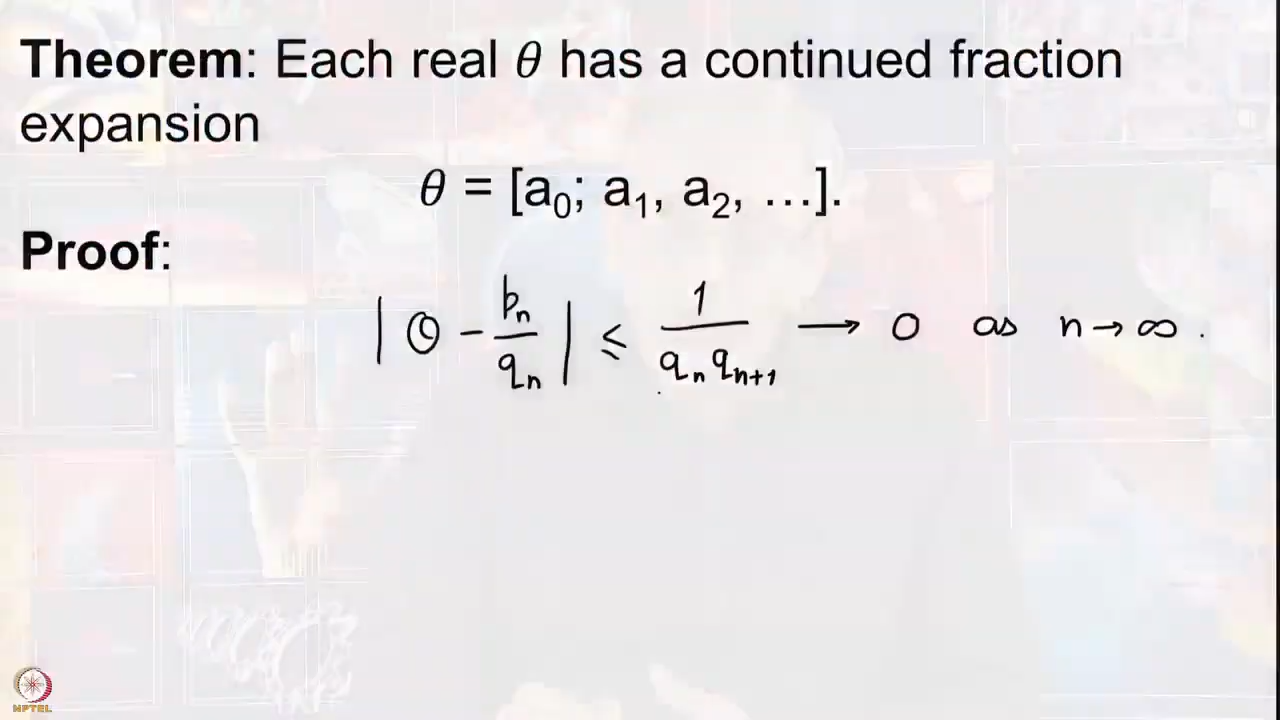 Theorem: Each real θ has a continued fraction
expansion
θ = [a₀; a₁, a₂, …].
Proof:
| θ − pₙ/qₙ | ⩽ 1/(qₙ qₙ₊₁) ⟶ 0 as n → ∞ .
NPTEL